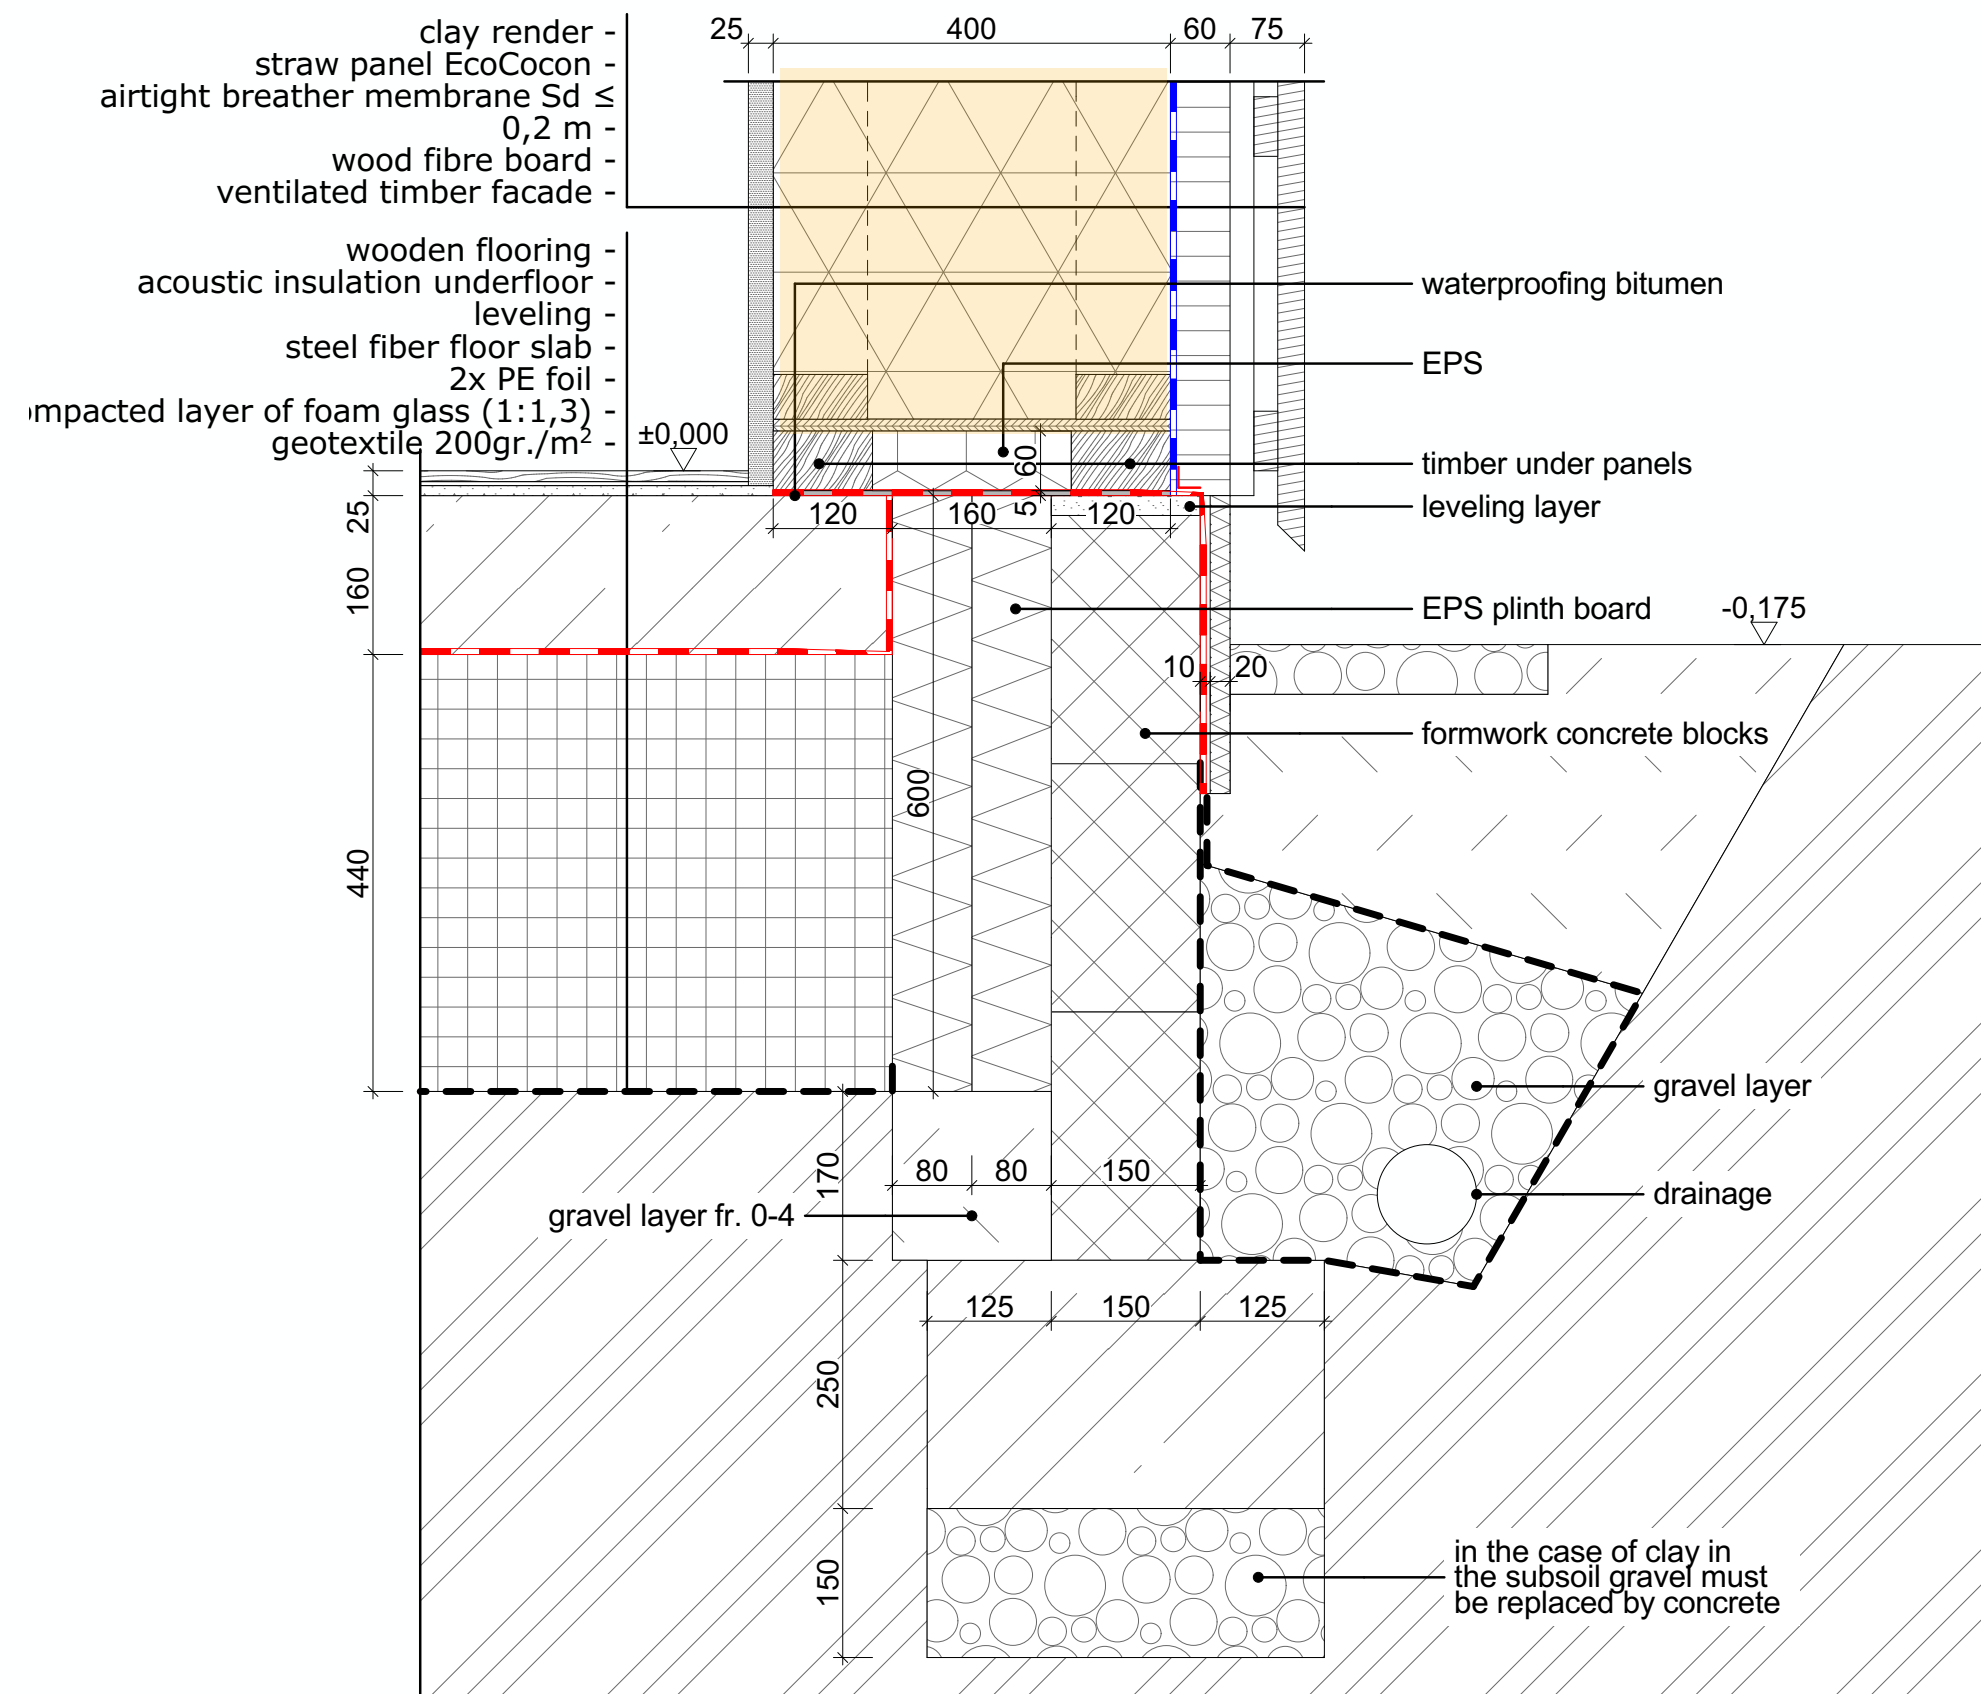 25 400 60 75
clay render -
straw panel EcoCocon -
airtight breather membrane Sd ≤
0,2 m -
wood fibre board -
ventilated timber facade -
wooden flooring -
acoustic insulation underfloor -
leveling -
steel fiber floor slab -
2x PE foil -
ompacted layer of foam glass (1:1,3) -
geotextile 200gr./m² -
±0,000
waterproofing bitumen
EPS
60
timber under panels
leveling layer
25
120 160 5 120
160
EPS plinth board
-0,175
10 20
formwork concrete blocks
600
440
gravel layer
170
80 80 150
drainage
gravel layer fr. 0-4
125 150 125
250
150
in the case of clay in
the subsoil gravel must
be replaced by concrete